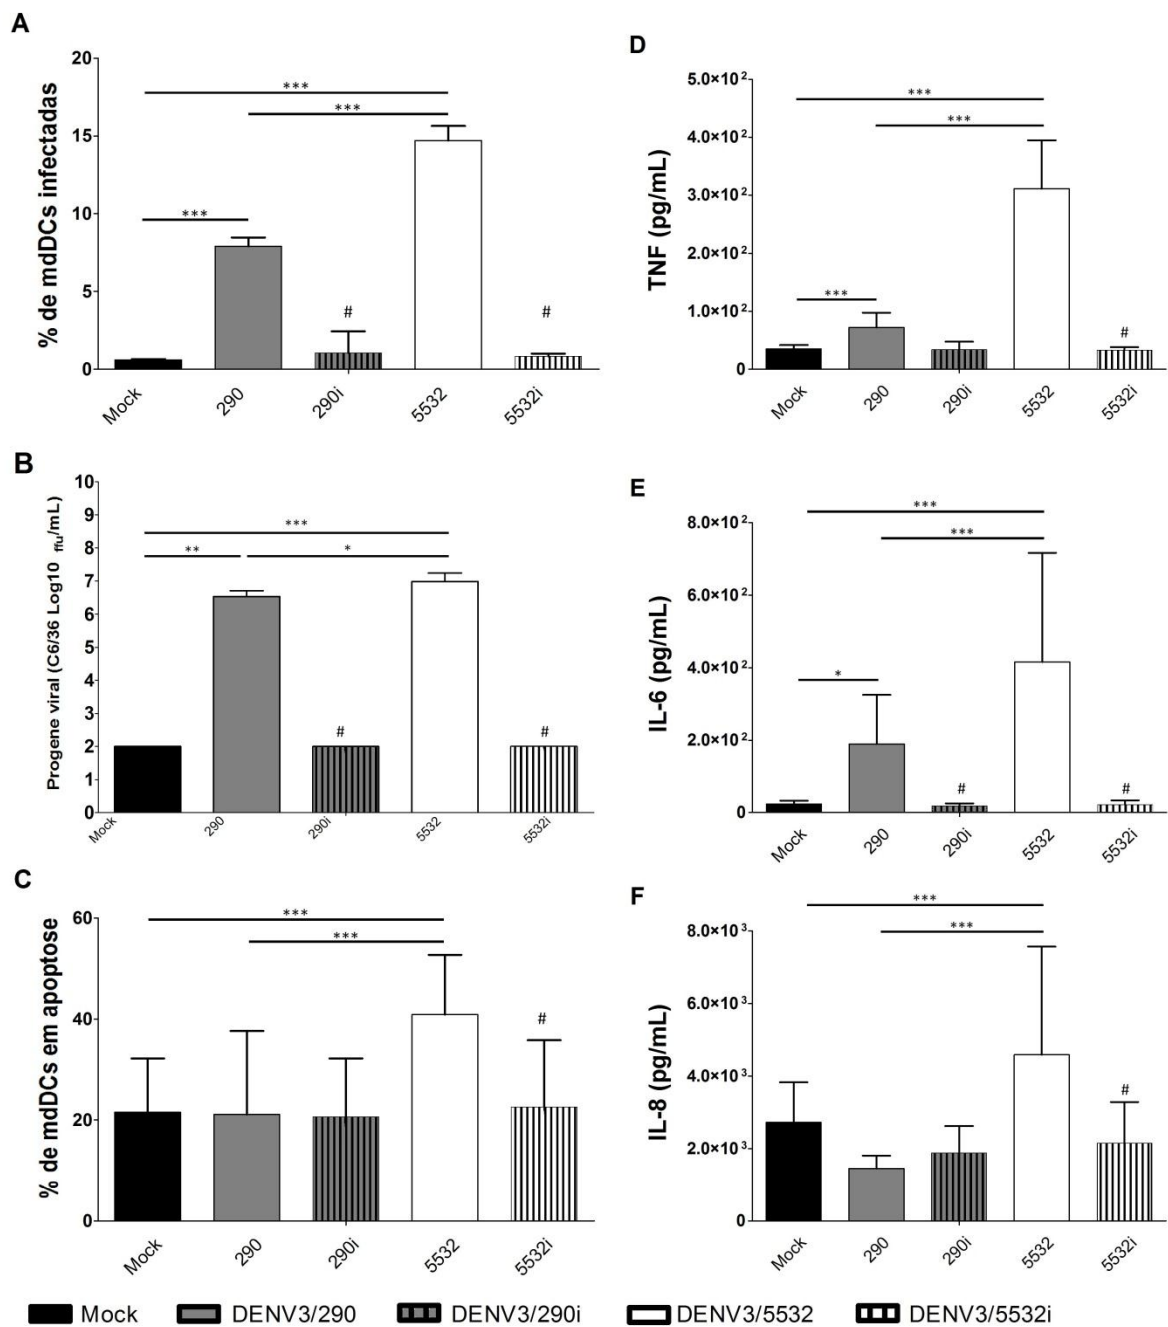 A
% de mdDCs infectadas
20
15
10
5
0
***
***
***
#
#
Mock
290
290i
5532
5532i
B
Progene viral (C6/36 Log10 ffu/mL)
10
9
8
7
6
5
4
3
2
1
0
***
**
*
#
#
Mock
290
290i
5532
5532i
C
% de mdDCs em apoptose
60
40
20
0
***
***
#
Mock
290
290i
5532
5532i
D
TNF (pg/mL)
5.0×10²
4.0×10²
3.0×10²
2.0×10²
1.0×10²
0
***
***
***
#
Mock
290
290i
5532
5532i
E
IL-6 (pg/mL)
8.0×10²
6.0×10²
4.0×10²
2.0×10²
0
***
***
*
#
#
Mock
290
290i
5532
5532i
F
IL-8 (pg/mL)
8.0×10³
6.0×10³
4.0×10³
2.0×10³
0
***
***
#
Mock
290
290i
5532
5532i
Mock DENV3/290 DENV3/290i DENV3/5532 DENV3/5532i